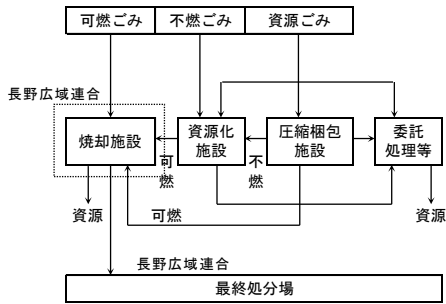 可燃ごみ 不燃ごみ 資源ごみ
長野広域連合
焼却施設
資源化
施設
圧縮梱包
施設
委託
処理等
可
燃
不
燃
資源
可燃
資源
長野広域連合
最終処分場